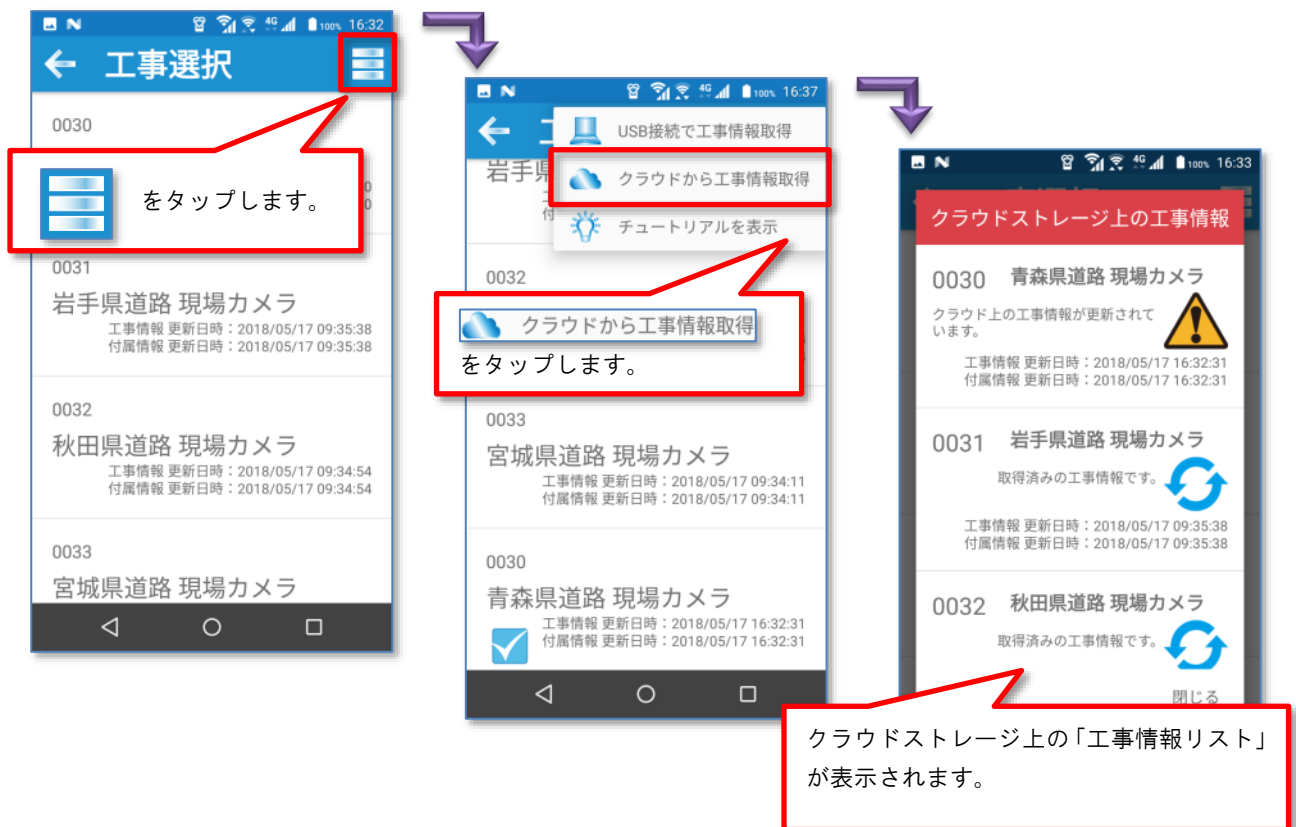 100% 16:32
工事選択
0030
をタップします。
0
0
0031
岩手県道路 現場カメラ
工事情報 更新日時：2018/05/17 09:35:38
付属情報 更新日時：2018/05/17 09:35:38
0032
秋田県道路 現場カメラ
工事情報 更新日時：2018/05/17 09:34:54
付属情報 更新日時：2018/05/17 09:34:54
0033
宮城県道路 現場カメラ
4G 100% 16:37
USB接続で工事情報取得
岩手県
クラウドから工事情報取得
付
チュートリアルを表示
0032
クラウドから工事情報取得
をタップします。
0033
宮城県道路 現場カメラ
工事情報 更新日時：2018/05/17 09:34:11
付属情報 更新日時：2018/05/17 09:34:11
0030
青森県道路 現場カメラ
工事情報 更新日時：2018/05/17 16:32:31
付属情報 更新日時：2018/05/17 16:32:31
4G 100% 16:33
クラウドストレージ上の工事情報
0030 青森県道路 現場カメラ
クラウド上の工事情報が更新されて
います。
工事情報 更新日時：2018/05/17 16:32:31
付属情報 更新日時：2018/05/17 16:32:31
0031 岩手県道路 現場カメラ
取得済みの工事情報です。
工事情報 更新日時：2018/05/17 09:35:38
付属情報 更新日時：2018/05/17 09:35:38
0032 秋田県道路 現場カメラ
取得済みの工事情報です。
閉じる
クラウドストレージ上の「工事情報リスト」
が表示されます。